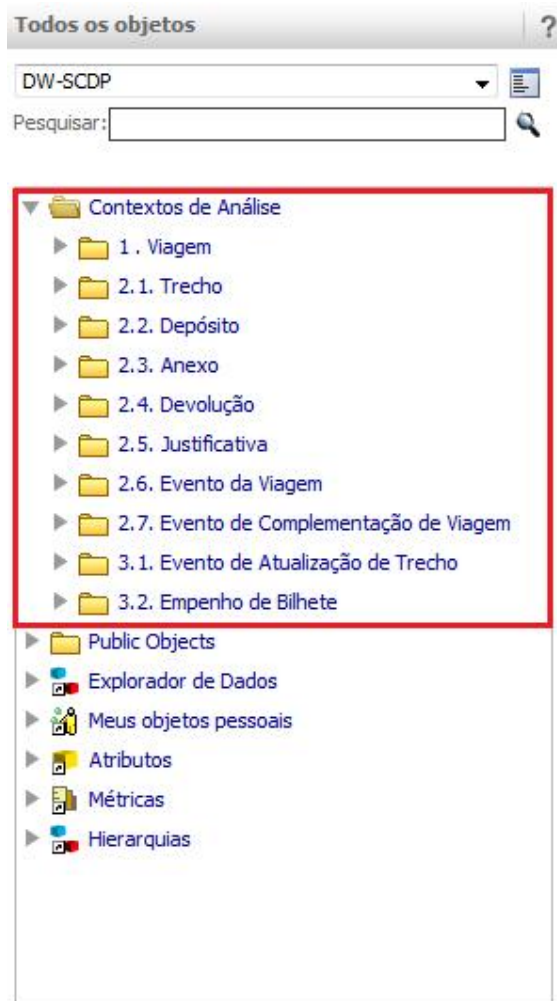 Todos os objetos ?
DW-SCDP
Pesquisar:
Contextos de Análise
1 . Viagem
2.1. Trecho
2.2. Depósito
2.3. Anexo
2.4. Devolução
2.5. Justificativa
2.6. Evento da Viagem
2.7. Evento de Complementação de Viagem
3.1. Evento de Atualização de Trecho
3.2. Empenho de Bilhete
Public Objects
Explorador de Dados
Meus objetos pessoais
Atributos
Métricas
Hierarquias